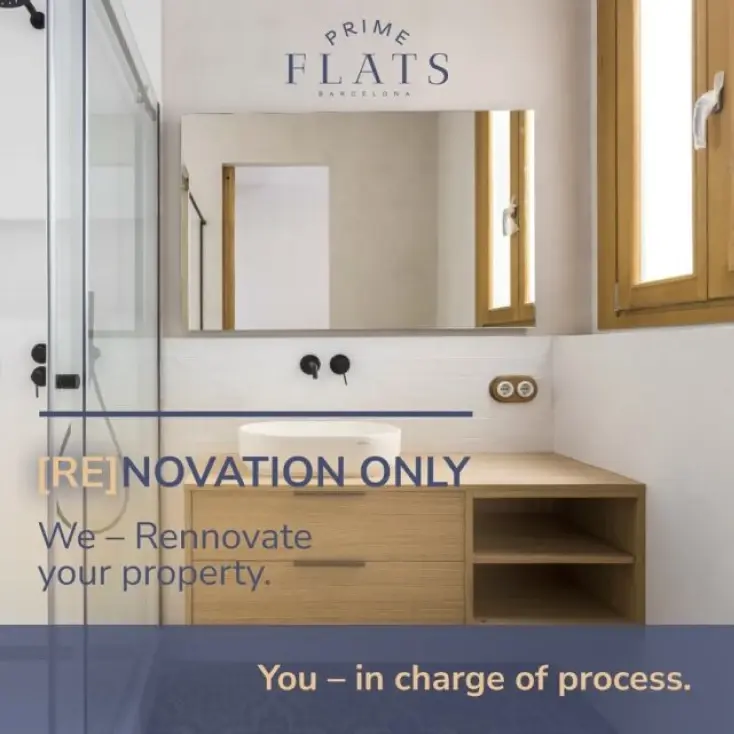 PRIME
FLATS
BARCELONA
[RE]NOVATION ONLY
We – Rennovate
your property.
You – in charge of process.